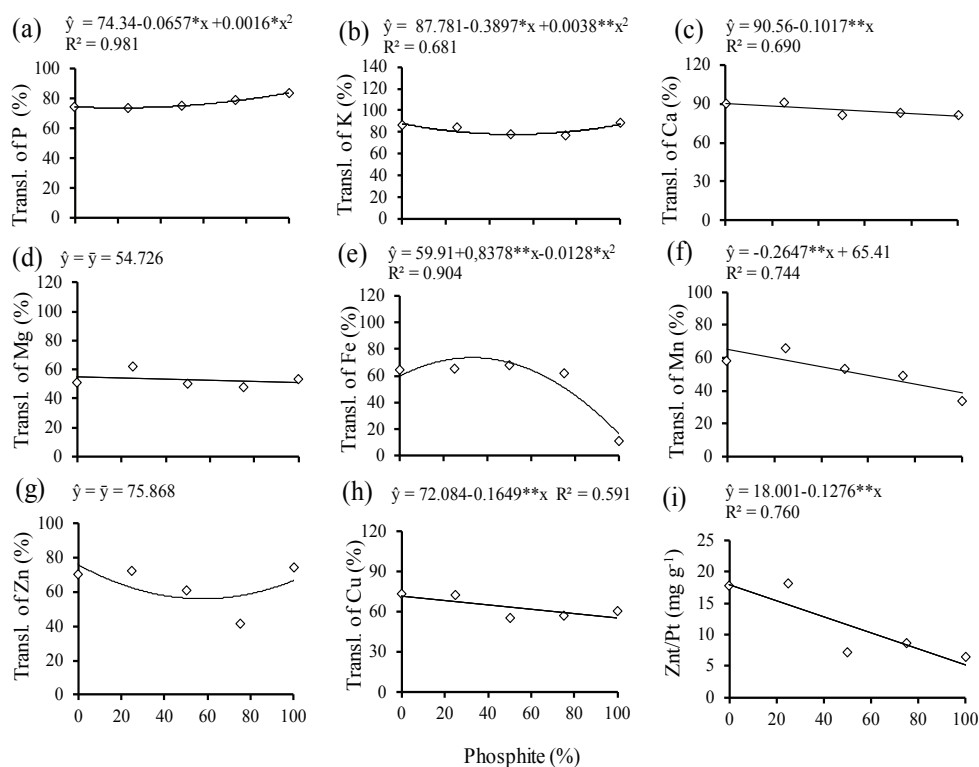 (a) ŷ = 74.34-0.0657*x +0.0016*x²
R² = 0.981
100
80
60
40
20
0
Transl. of P (%)
(b) ŷ = 87.781-0.3897*x +0.0038**x²
R² = 0.681
140
120
100
80
60
40
20
0
Transl. of K (%)
(c) ŷ = 90.56-0.1017**x
R² = 0.690
120
90
60
30
0
Transl. of Ca (%)
(d) ŷ = ȳ = 54.726
120
100
80
60
40
20
0
Transl. of Mg (%)
(e) ŷ = 59.91+0,8378**x-0.0128*x²
R² = 0.904
120
100
80
60
40
20
0
Transl. of Fe (%)
(f) ŷ = -0.2647**x + 65.41
R² = 0.744
120
100
80
60
40
20
0
Transl. of Mn (%)
(g) ŷ = ȳ = 75.868
100
80
60
40
20
0
Transl. of Zn (%)
0 20 40 60 80 100
(h) ŷ = 72.084-0.1649**x R² = 0.591
120
90
60
30
0
Transl. of Cu (%)
0 20 40 60 80 100
(i) ŷ = 18.001-0.1276**x
R² = 0.760
25
20
15
10
5
0
Znt/Pt (mg g⁻¹)
0 20 40 60 80 100
Phosphite (%)